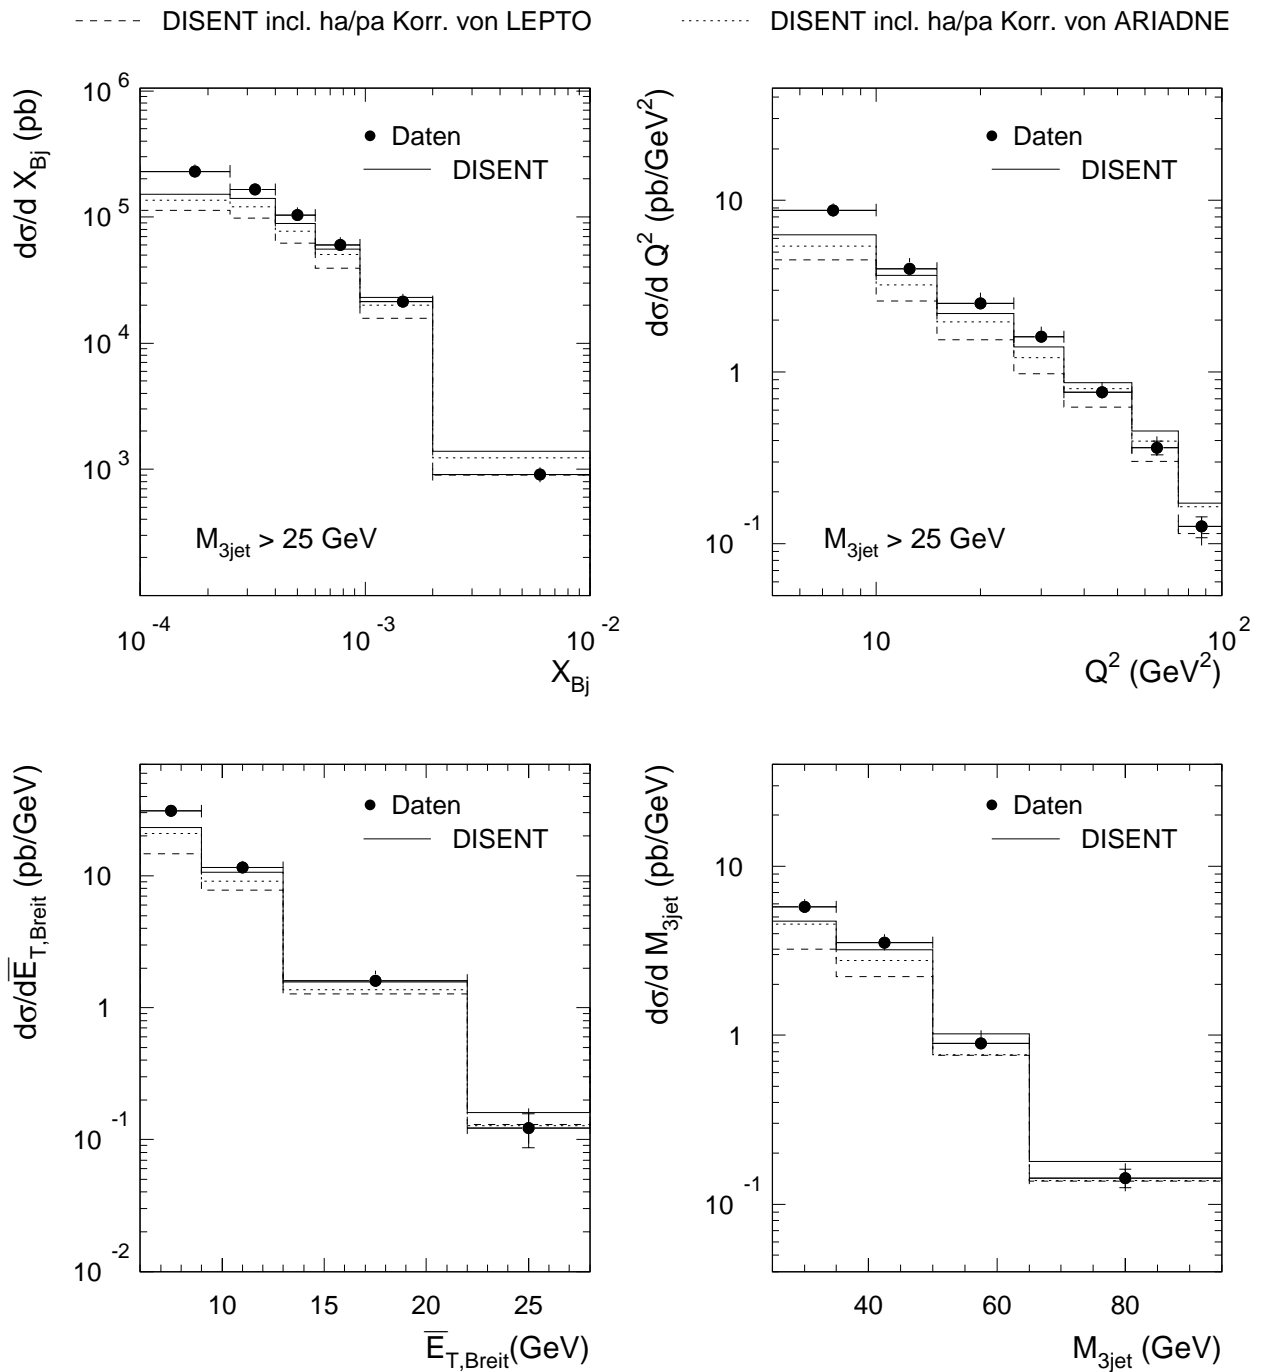 DISENT incl. ha/pa Korr. von LEPTO
DISENT incl. ha/pa Korr. von ARIADNE
dσ/d X_Bj (pb)
10^6
10^5
10^4
10^3
Daten
DISENT
M_3jet > 25 GeV
10^-4
10^-3
10^-2
X_Bj
dσ/d Q^2 (pb/GeV^2)
10
1
10^-1
Daten
DISENT
M_3jet > 25 GeV
10
10^2
Q^2 (GeV^2)
dσ/dE̅_T,Breit (pb/GeV)
10
1
10^-1
10^-2
Daten
DISENT
10 15 20 25
E̅_T,Breit(GeV)
dσ/d M_3jet (pb/GeV)
10
1
10^-1
Daten
DISENT
40 60 80
M_3jet (GeV)